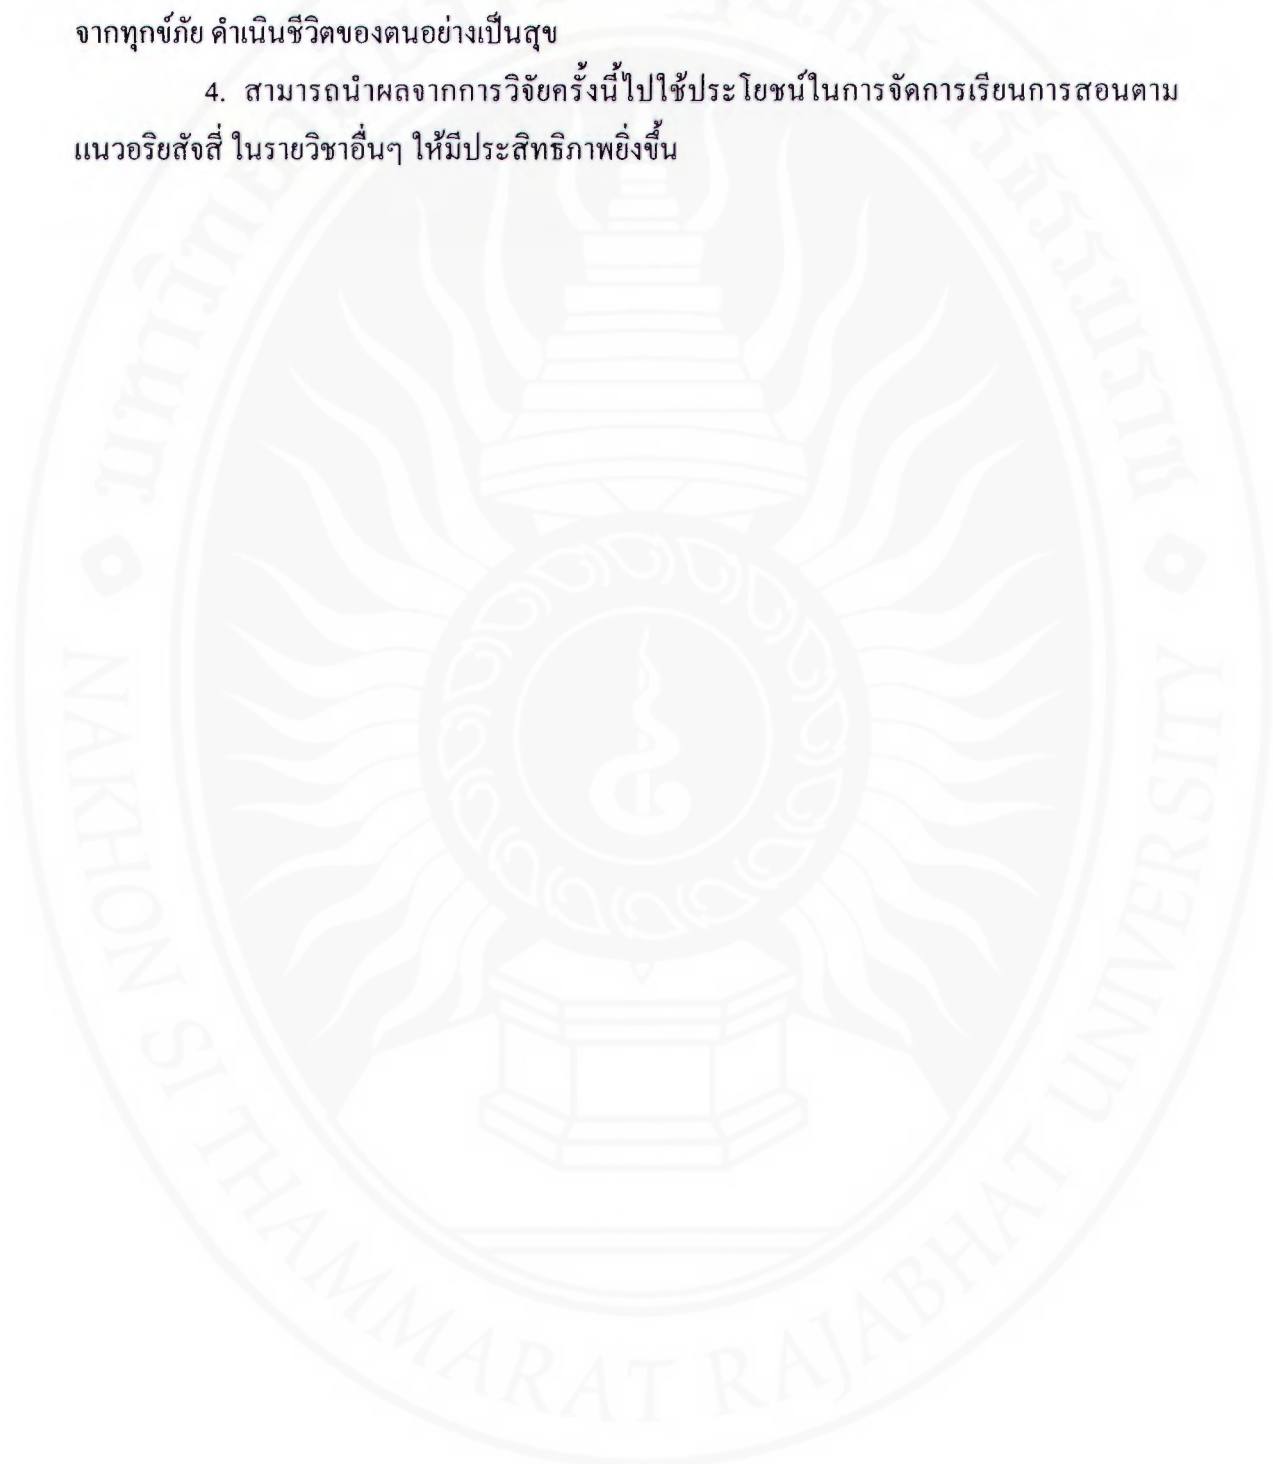 จากทุกข์ภัย ดำเนินชีวิตของตนอย่างเป็นสุข
4. สามารถนำผลจากการวิจัยครั้งนี้ไปใช้ประโยชน์ในการจัดการเรียนการสอนตาม
แนวอริยสัจสี่ ในรายวิชาอื่นๆ ให้มีประสิทธิภาพยิ่งขึ้น
NAKHON SI THAMMARAT RAJABHAT UNIVERSITY